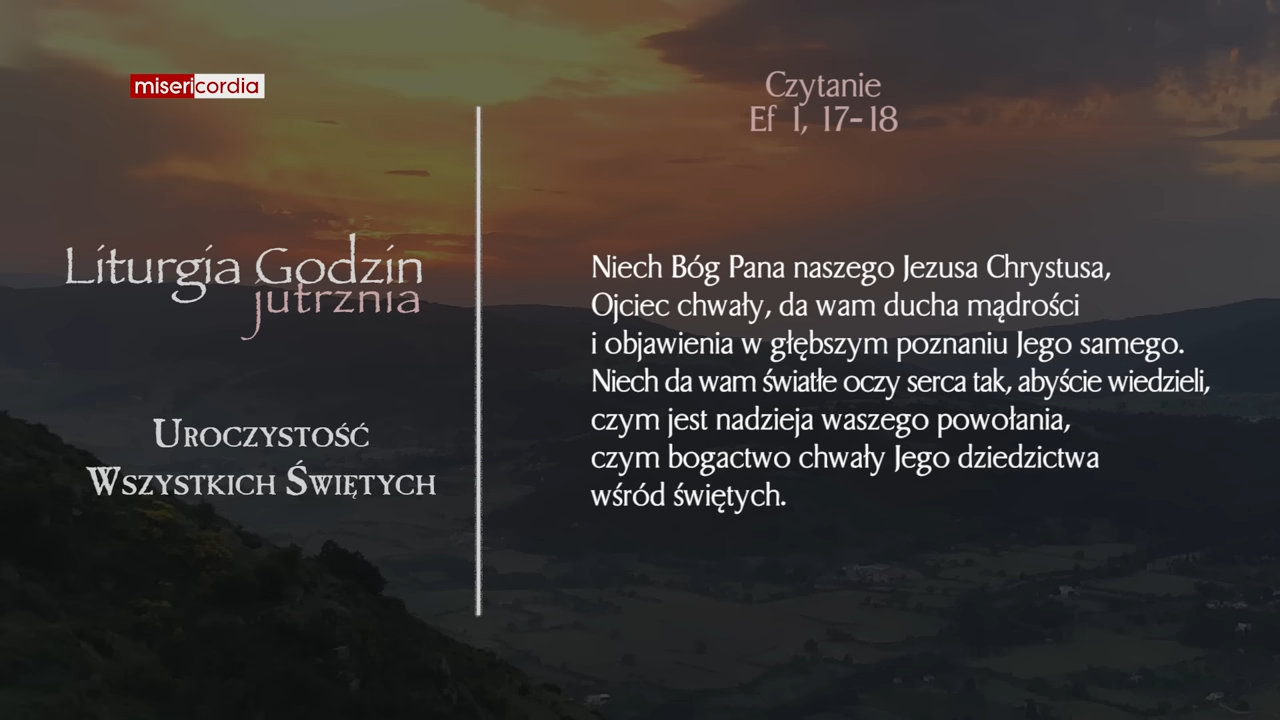 misericordia
Liturgia Godzin
jutrznia
Uroczystość
Wszystkich Świętych
Czytanie
Ef 1, 17-18
Niech Bóg Pana naszego Jezusa Chrystusa,
Ojciec chwały, da wam ducha mądrości
i objawienia w głębszym poznaniu Jego samego.
Niech da wam światłe oczy serca tak, abyście wiedzieli,
czym jest nadzieja waszego powołania,
czym bogactwo chwały Jego dziedzictwa
wśród świętych.